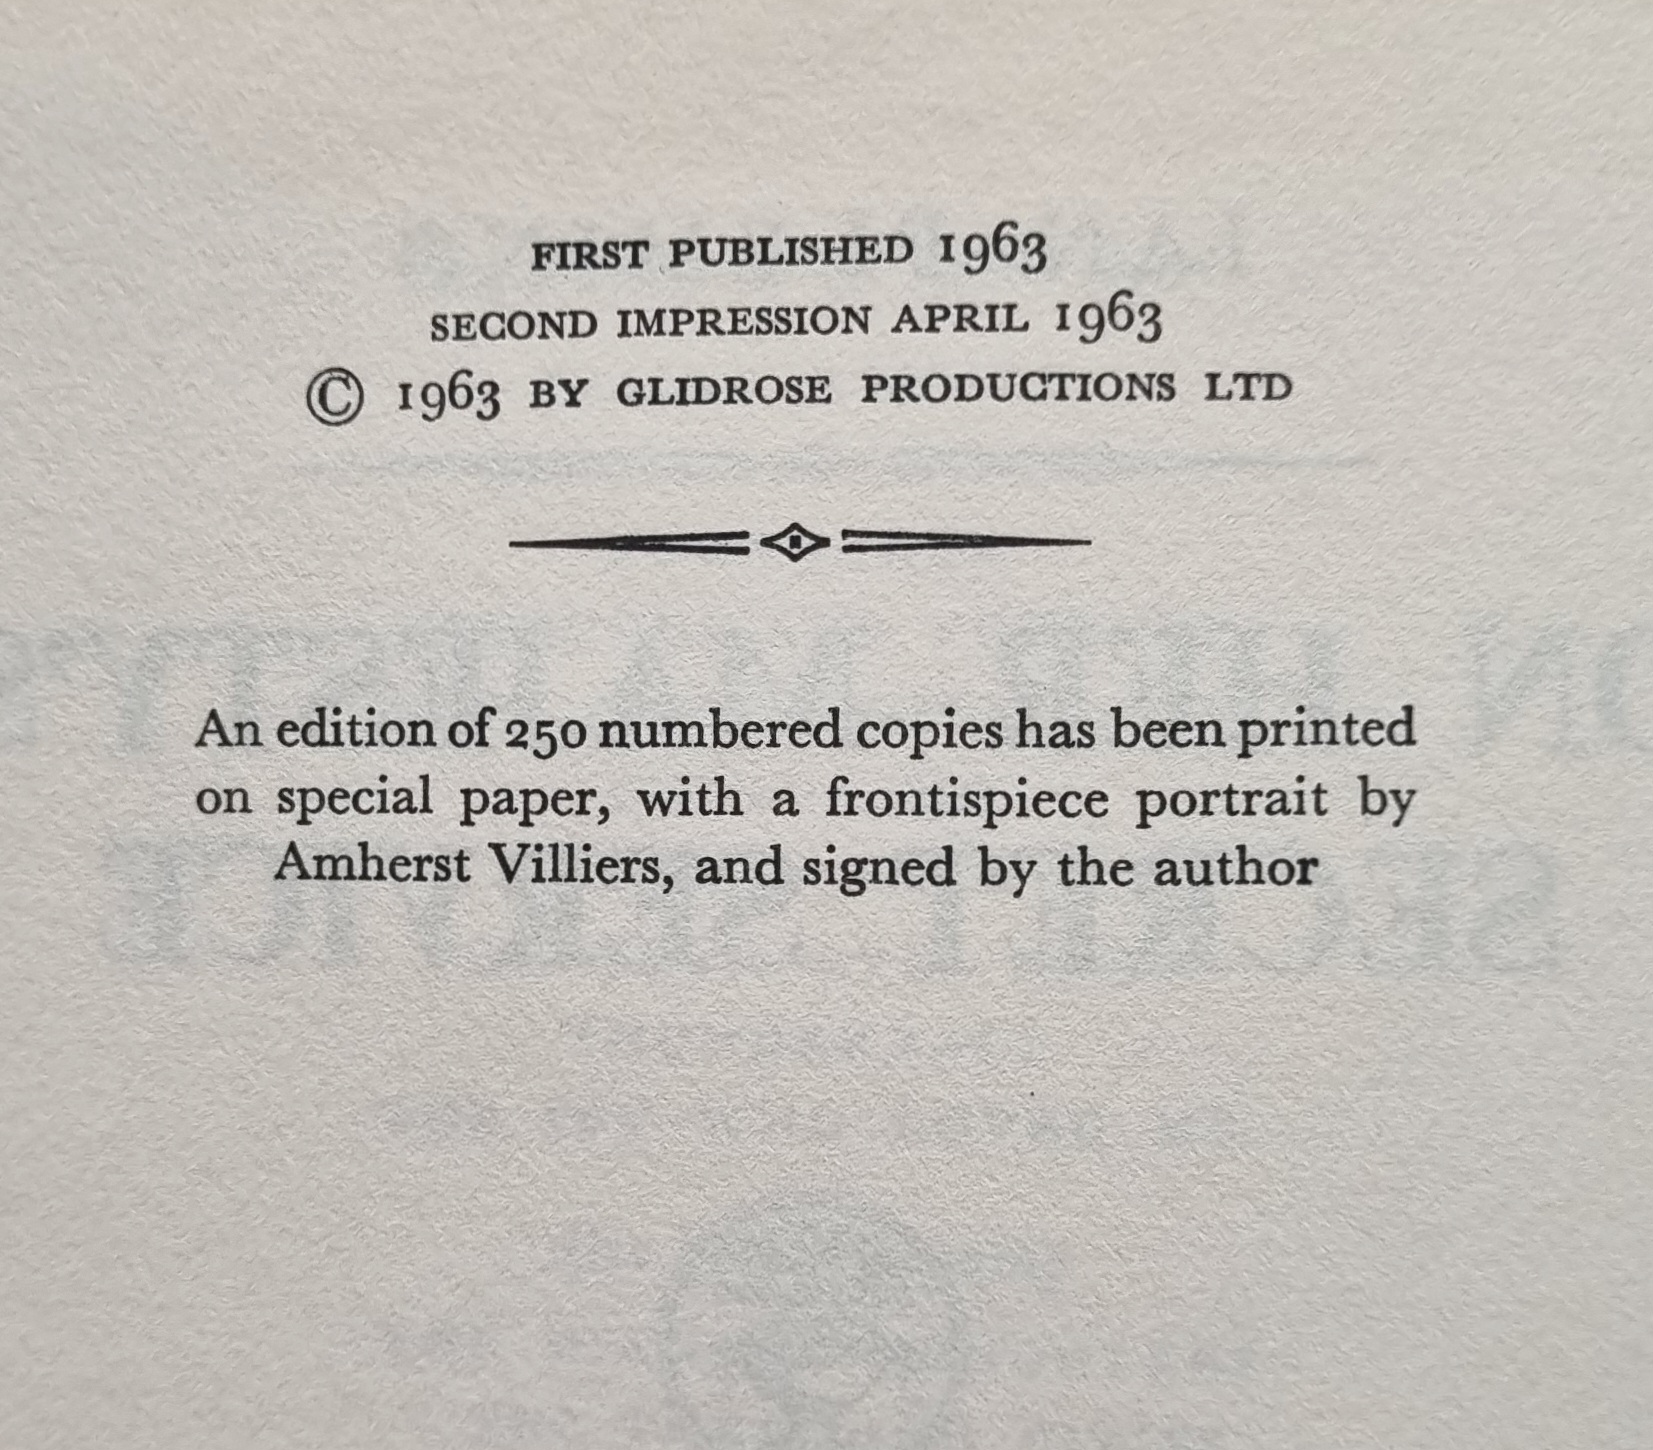 FIRST PUBLISHED 1963
SECOND IMPRESSION APRIL 1963
© 1963 BY GLIDROSE PRODUCTIONS LTD
An edition of 250 numbered copies has been printed
on special paper, with a frontispiece portrait by
Amherst Villiers, and signed by the author